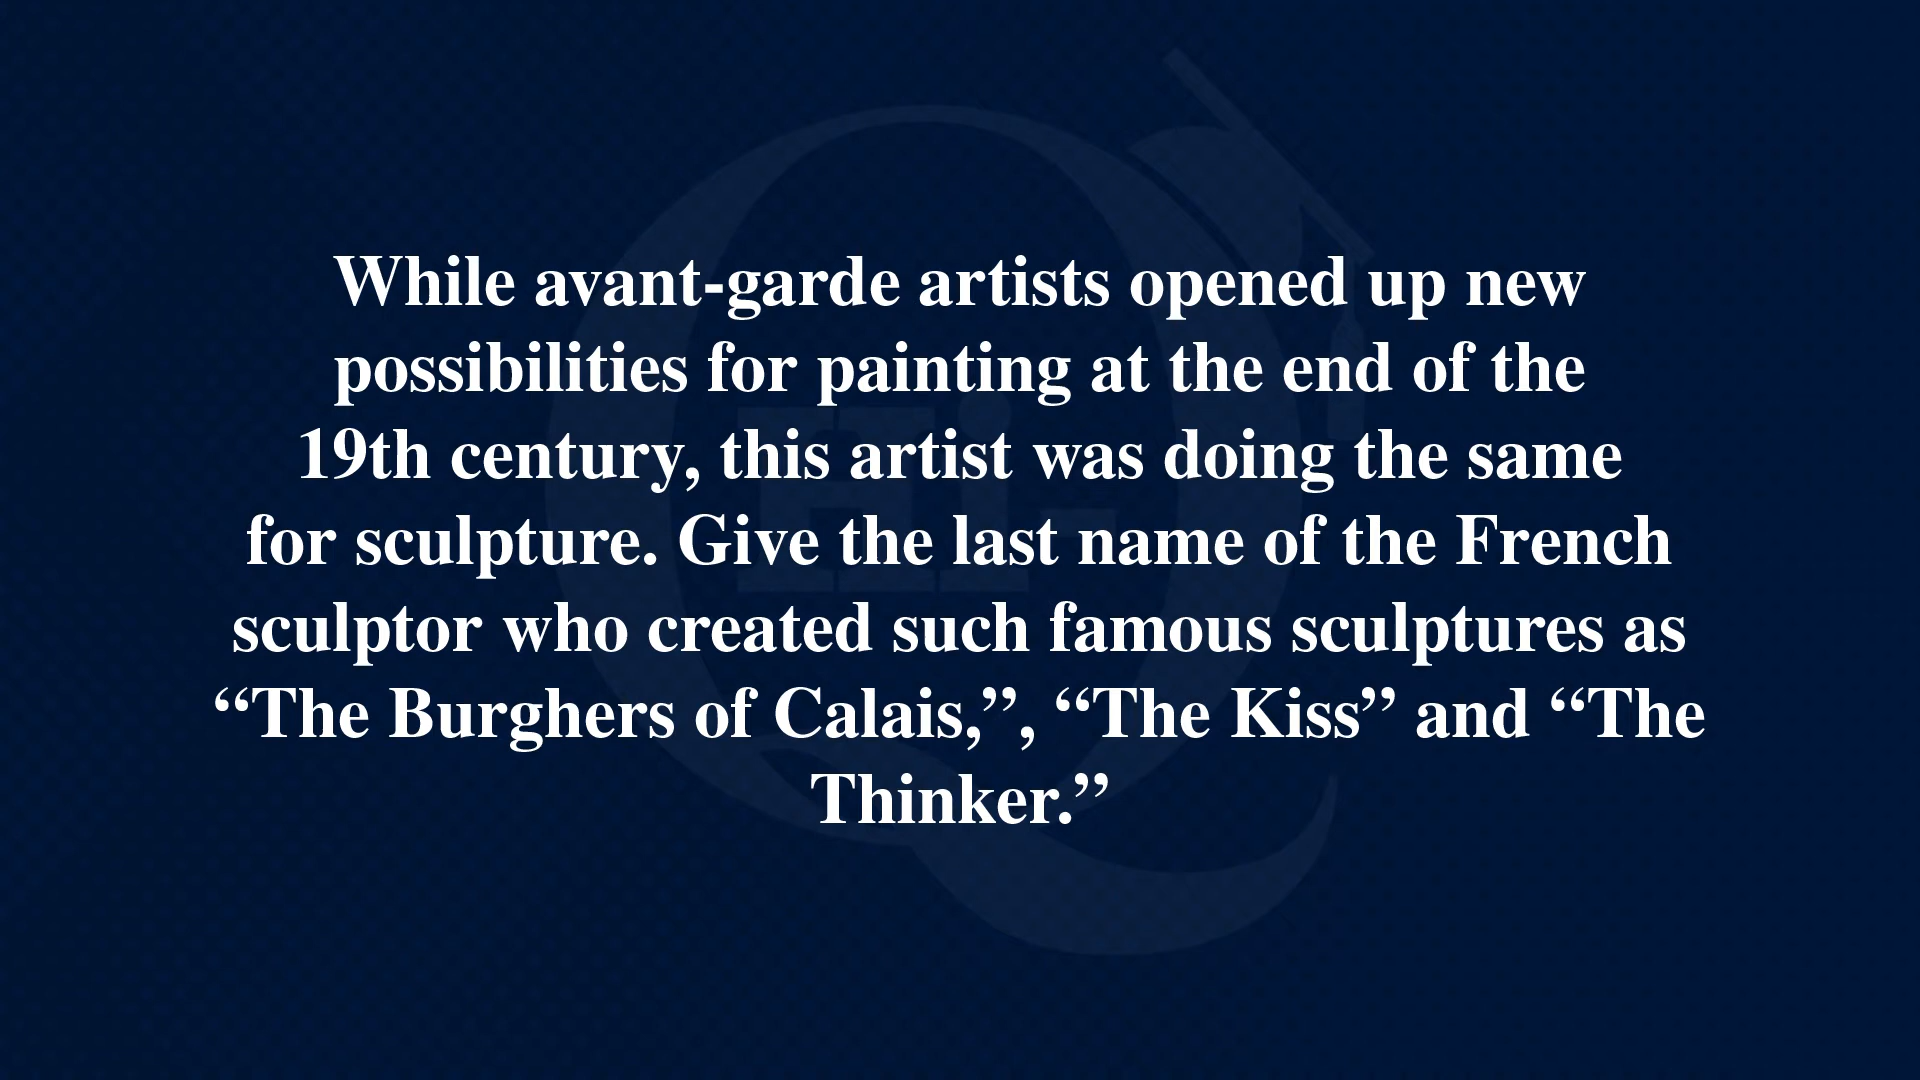 While avant-garde artists opened up new
possibilities for painting at the end of the
19th century, this artist was doing the same
for sculpture. Give the last name of the French
sculptor who created such famous sculptures as
“The Burghers of Calais,”, “The Kiss” and “The
Thinker.”
Hi-Q